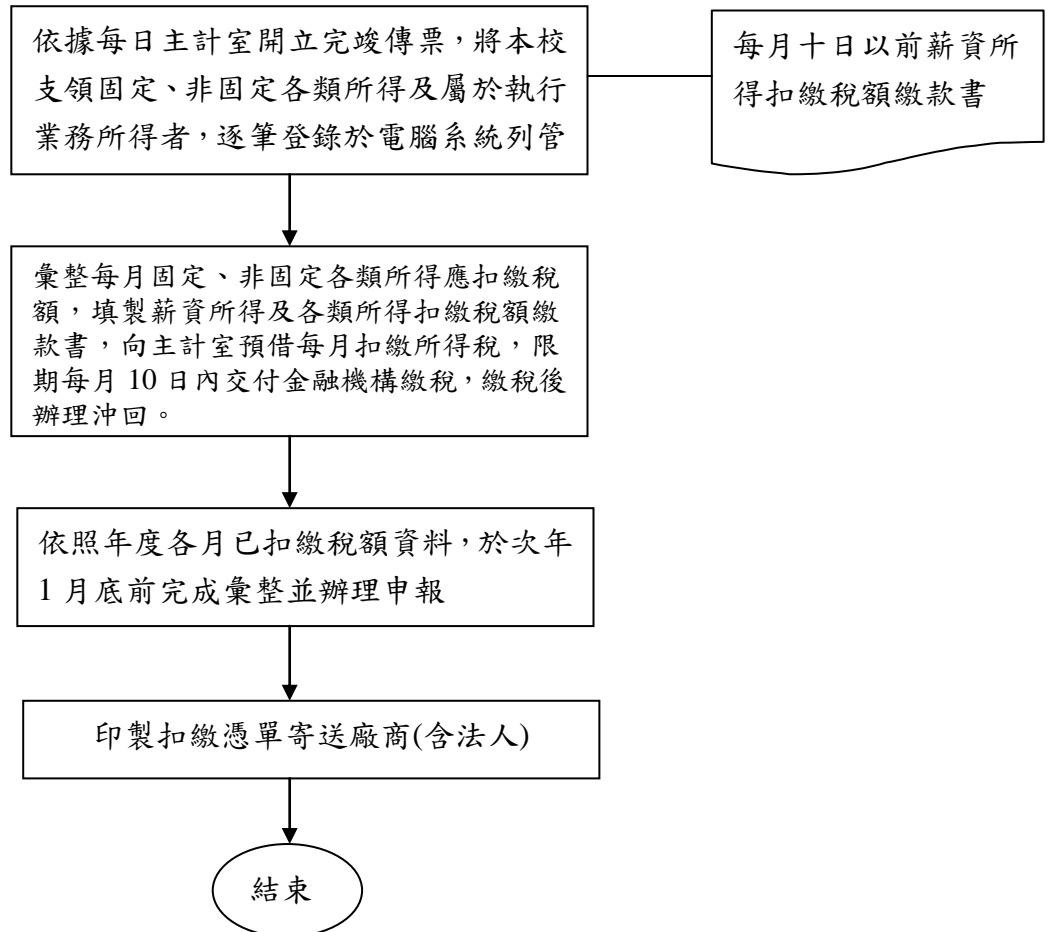 依據每日主計室開立完竣傳票，將本校
支領固定、非固定各類所得及屬於執行
業務所得者，逐筆登錄於電腦系統列管
每月十日以前薪資所
得扣繳稅額繳款書
彙整每月固定、非固定各類所得應扣繳稅
額，填製薪資所得及各類所得扣繳稅額繳
款書，向主計室預借每月扣繳所得稅，限
期每月 10 日內交付金融機構繳稅，繳稅後
辦理沖回。
依照年度各月已扣繳稅額資料，於次年
1 月底前完成彙整並辦理申報
印製扣繳憑單寄送廠商(含法人)
結束